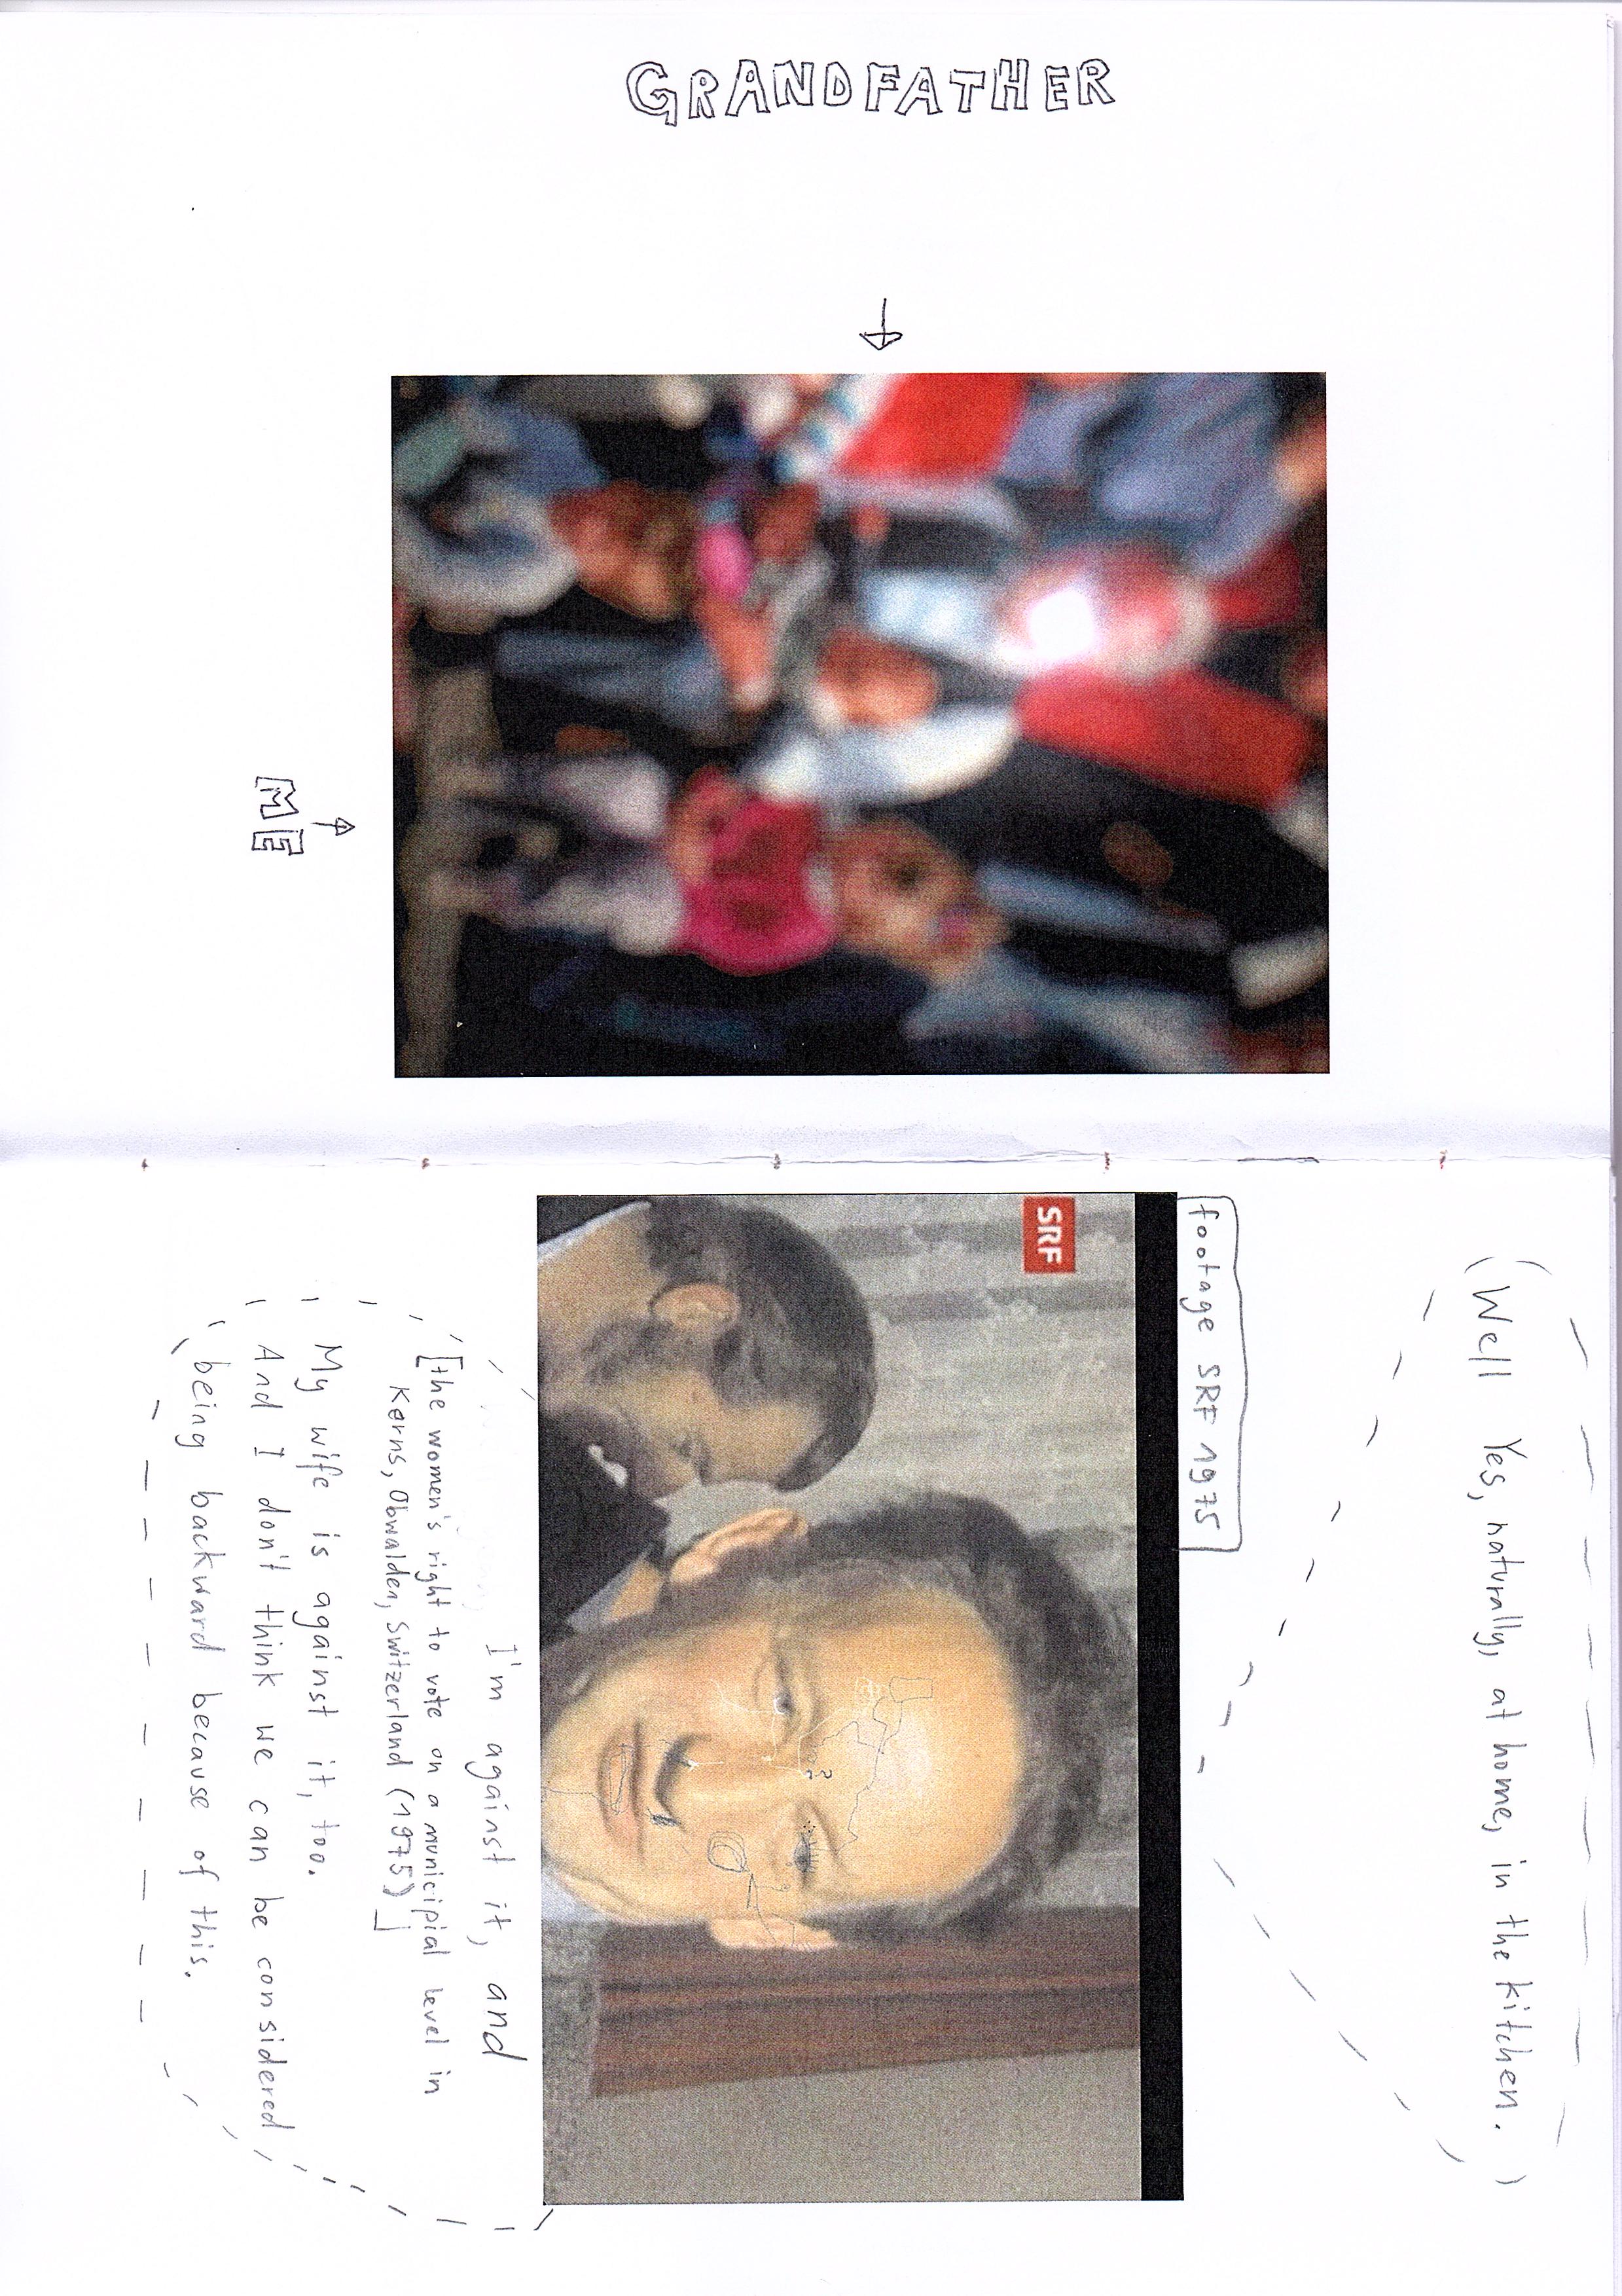 GRANDFATHER
ME
Well Yes, naturally, at home, in the kitchen.
footage SRF 1975
SRF
?
I'm against it, and
[the women's right to vote on a municipial level in
Kerns, Obwalden, Switzerland (1975)]
My wife is against it, too.
And I don't think we can be considered
being backward because of this.